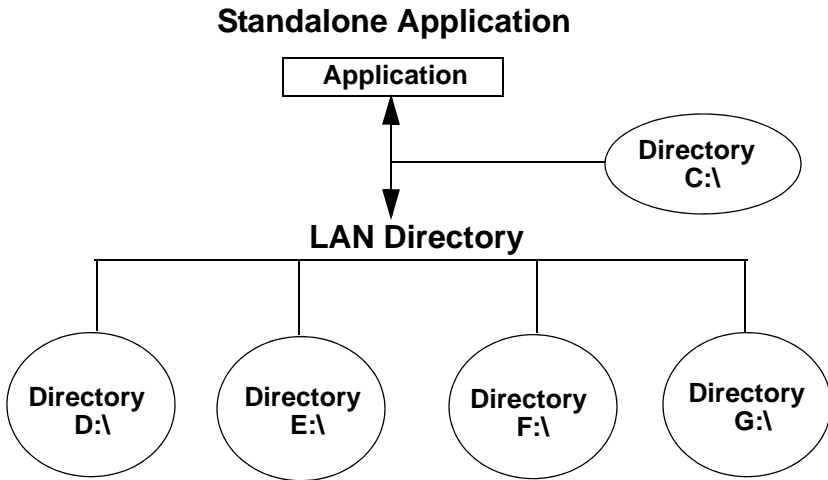 Standalone Application
Application
Directory
C:\
LAN Directory
Directory
D:\
Directory
E:\
Directory
F:\
Directory
G:\